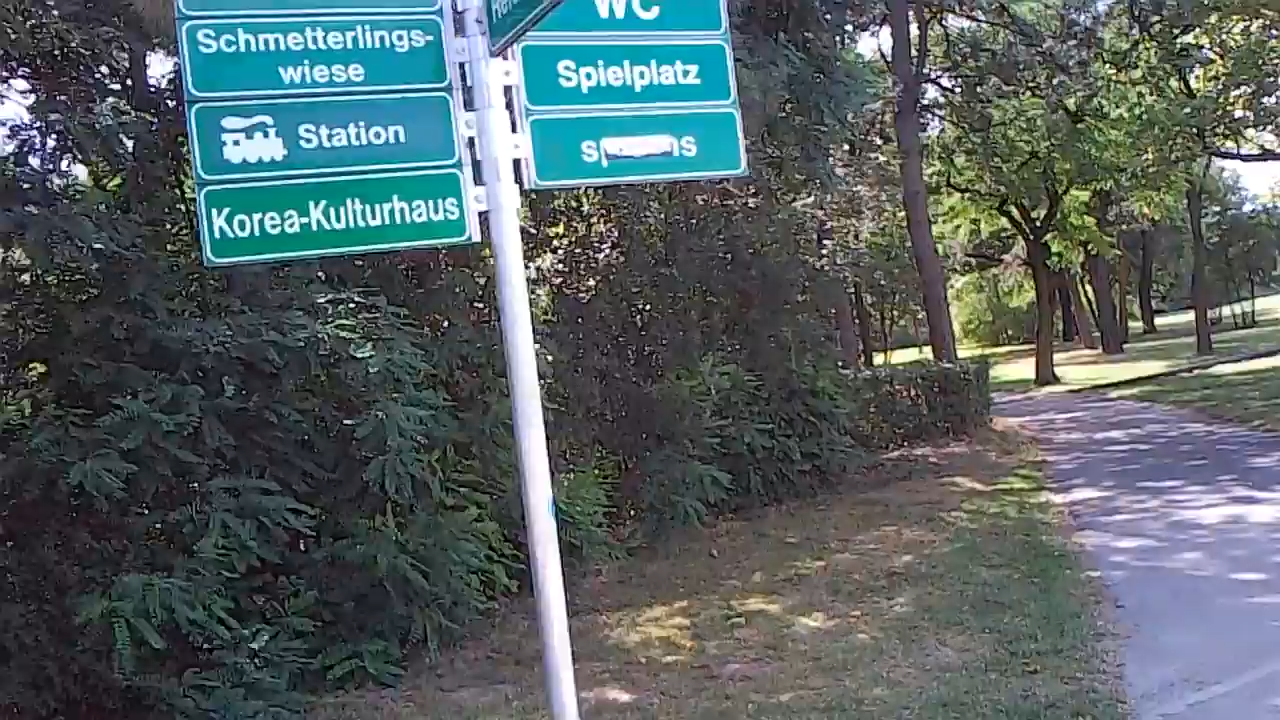 Schmetterlings-
wiese
Station
Korea-Kulturhaus
WC
Spielplatz